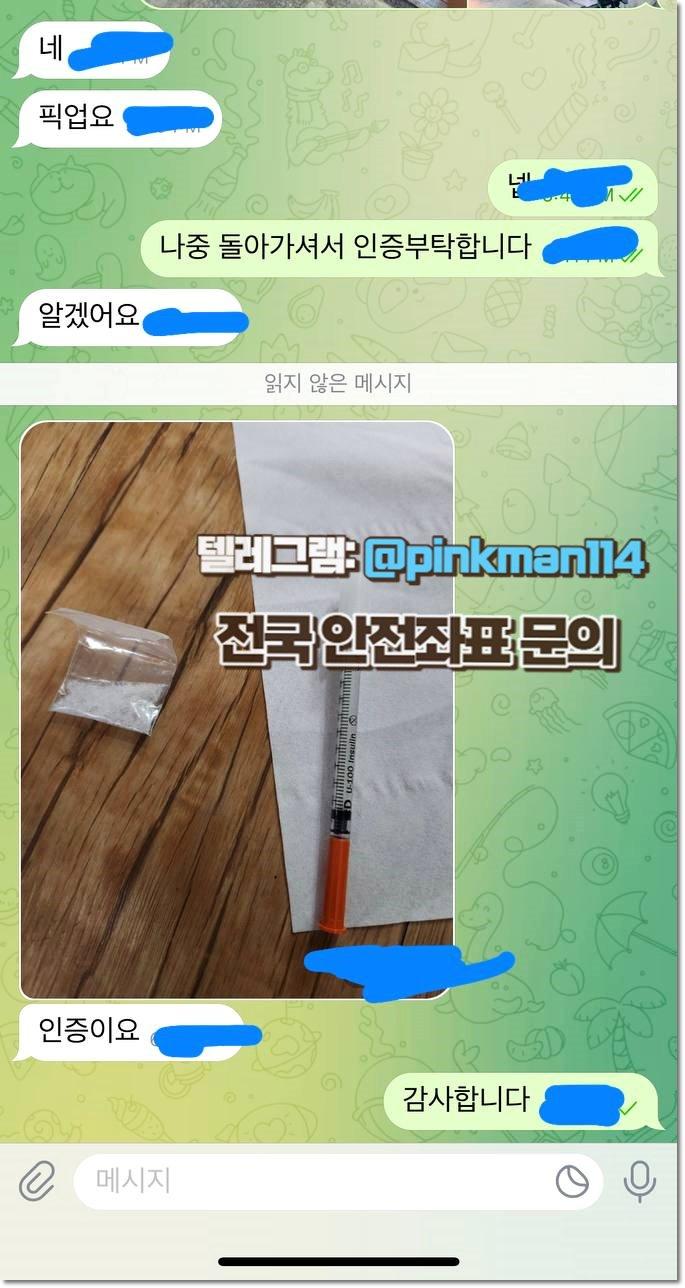 네
픽업요
넵
나중 돌아가셔서 인증부탁합니다
알겠어요
읽지 않은 메시지
텔레그램: @pinkman114
전국 안전좌표 문의
U-100 Insulin
인증이요
감사합니다
메시지